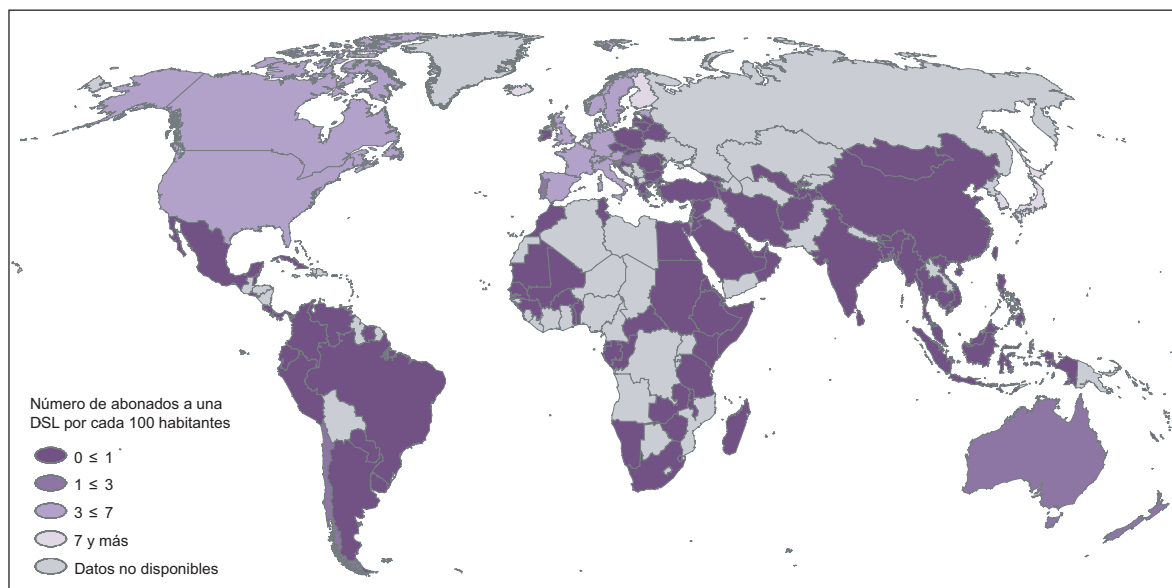 Número de abonados a una
DSL por cada 100 habitantes
0 ≤ 1
1 ≤ 3
3 ≤ 7
7 y más
Datos no disponibles